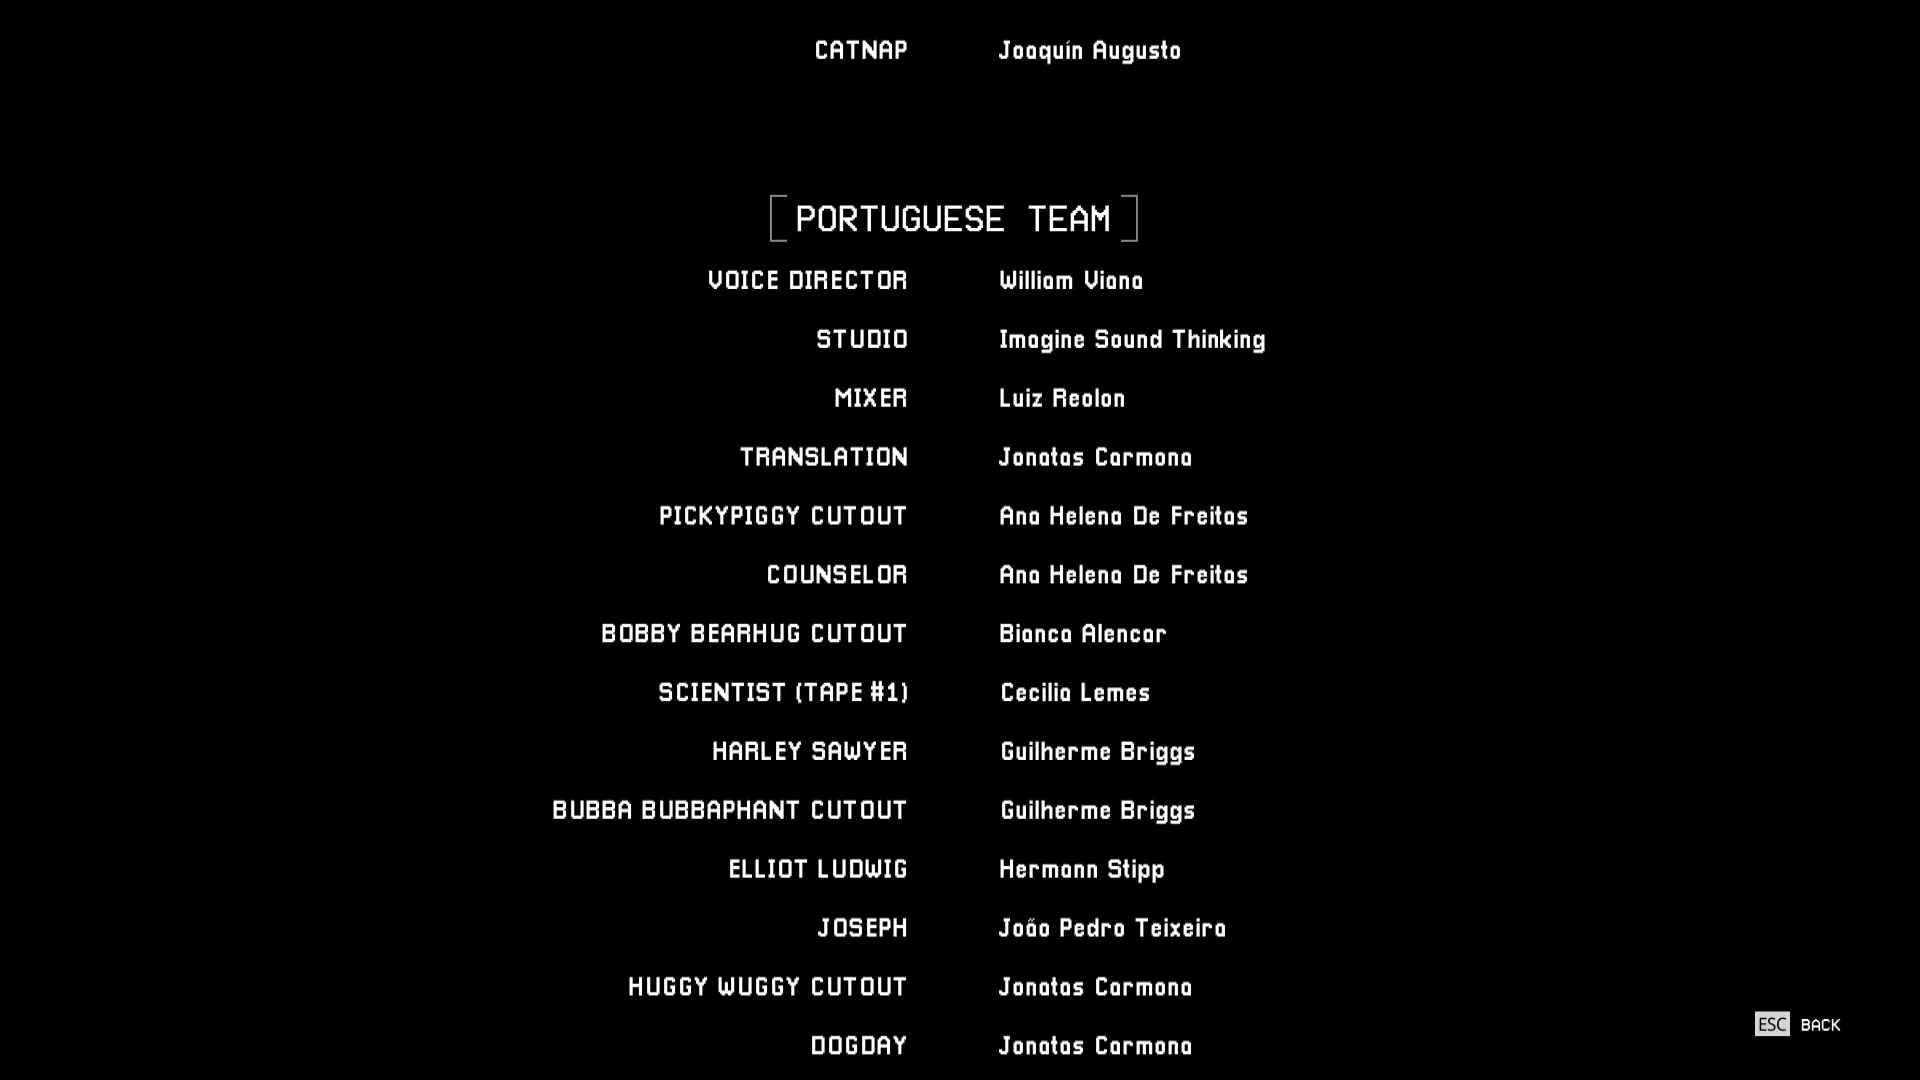 CATNAP Joaquín Augusto
PORTUGUESE TEAM
VOICE DIRECTOR William Viana
STUDIO Imagine Sound Thinking
MIXER Luiz Reolon
TRANSLATION Jonatas Carmona
PICKYPIGGY CUTOUT Ana Helena De Freitas
COUNSELOR Ana Helena De Freitas
BOBBY BEARHUG CUTOUT Bianca Alencar
SCIENTIST (TAPE #1) Cecilia Lemes
HARLEY SAWYER Guilherme Briggs
BUBBA BUBBAPHANT CUTOUT Guilherme Briggs
ELLIOT LUDWIG Hermann Stipp
JOSEPH João Pedro Teixeira
HUGGY WUGGY CUTOUT Jonatas Carmona
DOGDAY Jonatas Carmona
ESC BACK